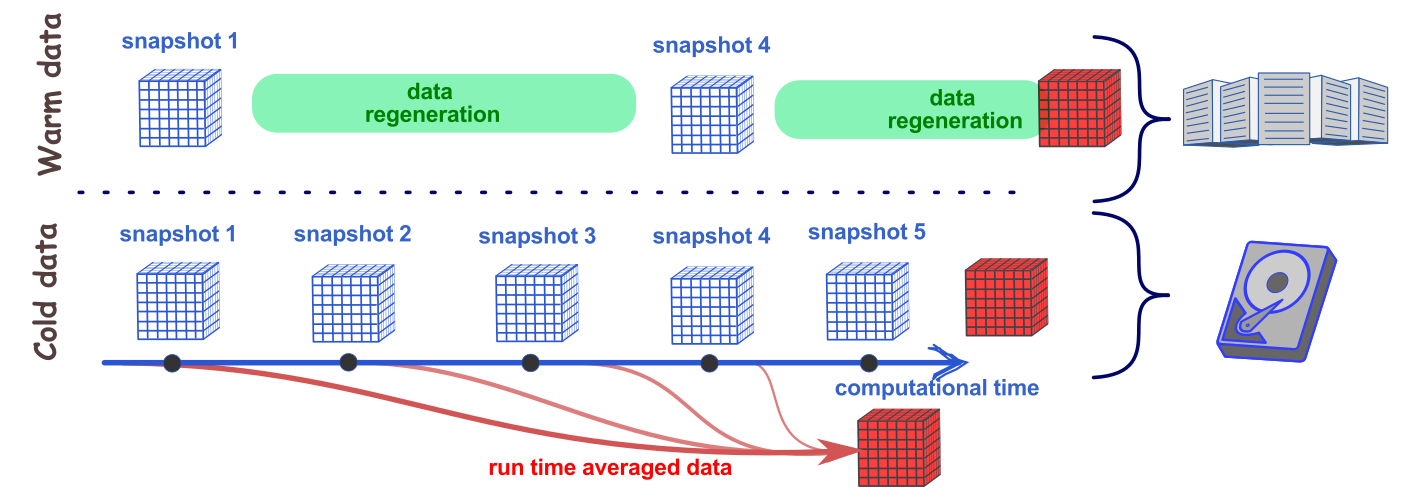 Warm data
snapshot 1
snapshot 4
data
regeneration
data
regeneration
Cold data
snapshot 1
snapshot 2
snapshot 3
snapshot 4
snapshot 5
computational time
run time averaged data